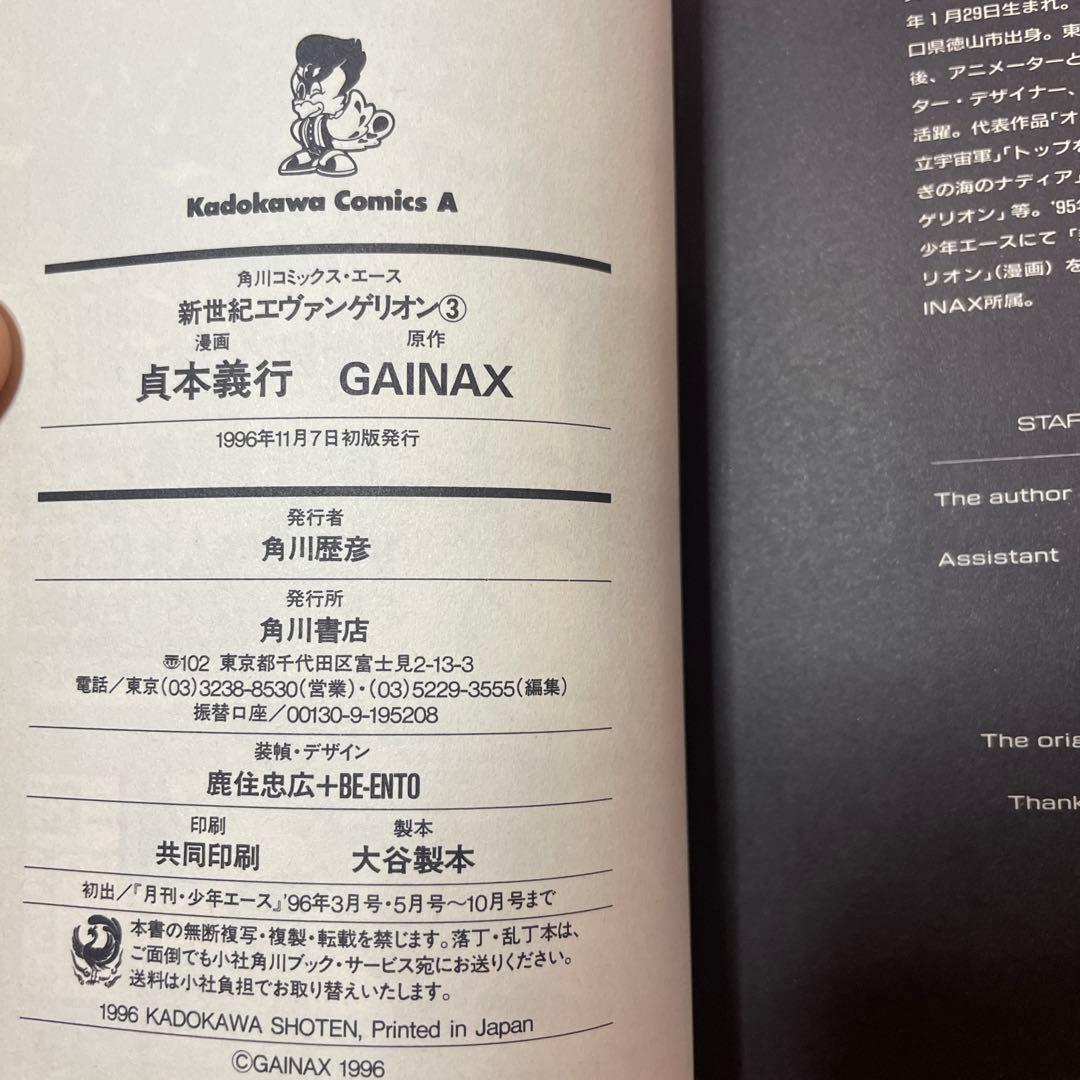 Kadokawa Comics A
角川コミックス・エース
新世紀エヴァンゲリオン③
漫画 原作
貞本義行 GAINAX
1996年11月7日初版発行
発行者
角川歴彦
発行所
角川書店
〠102 東京都千代田区富士見2-13-3
電話/東京(03)3238-8530(営業)・(03)5229-3555(編集)
振替口座/00130-9-195208
装幀・デザイン
鹿住忠広+BE-ENTO
印刷 製本
共同印刷 大谷製本
初出/『月刊・少年エース』'96年3月号・5月号〜10月号まで
本書の無断複写・複製・転載を禁じます。落丁・乱丁本は、
ご面倒でも小社角川ブック・サービス宛にお送りください。
送料は小社負担でお取り替えいたします。
1996 KADOKAWA SHOTEN, Printed in Japan
©GAINAX 1996
年1月29日生まれ。
口県徳山市出身。東
後、アニメーターと
ター・デザイナー、
活躍。代表作品「オ
立宇宙軍」「トップを
ぎの海のナディア」
ゲリオン」等。'95年
少年エースにて「
リオン」(漫画)を
INAX所属。
STAF
The author
Assistant
The orig
Thank